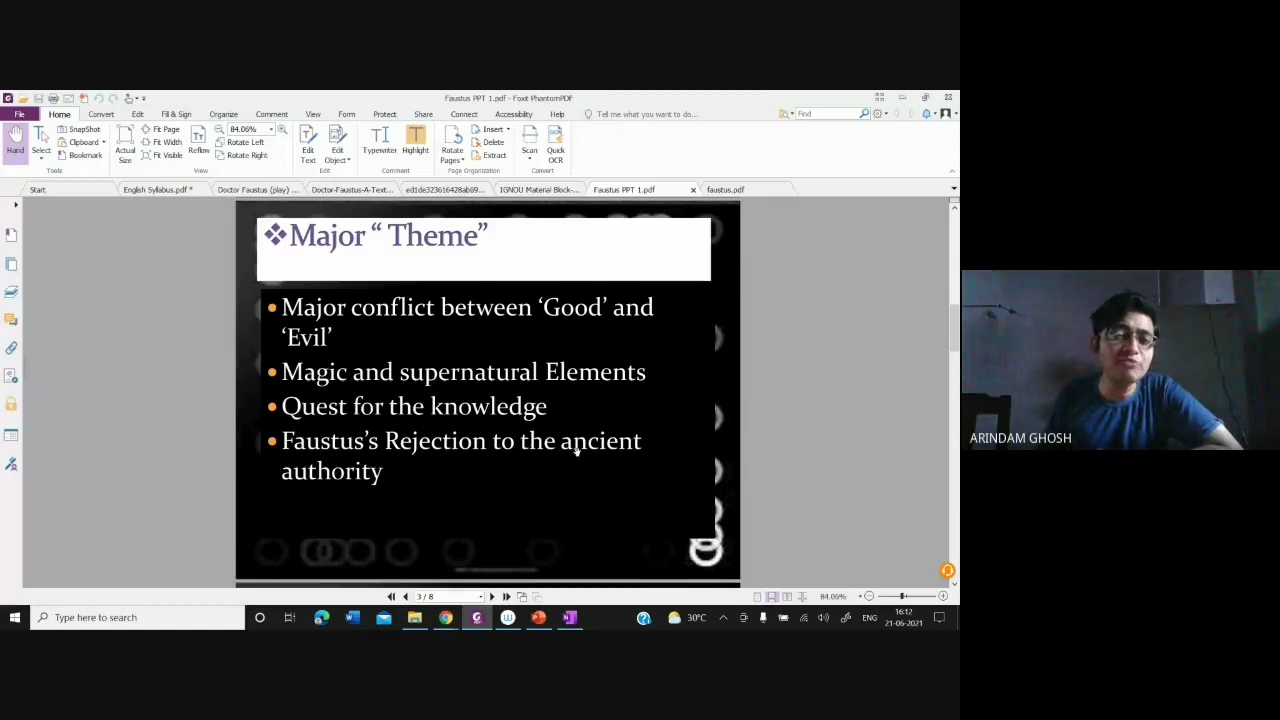 Faustus PPT 1.pdf - Foxit PhantomPDF
File Home Convert Edit Fill & Sign Organize Comment View Form Protect Share Connect Accessibility Help Tell me what you want to do... Find
Hand
Select
SnapShot
Clipboard
Bookmark
Tools
Actual Size
Fit Page
Fit Width
Fit Visible
Reflow
84.06%
Rotate Left
Rotate Right
View
Edit Text
Edit Object
Edit
Typewriter
Highlight
Comment
Rotate Pages
Insert
Delete
Extract
Page Organization
Scan
Quick OCR
Convert
Start English Syllabus.pdf * Doctor Faustus (play) ... Doctor-Faustus-A-Text... ed1de323616428ab69... IGNOU Material Block-... Faustus PPT 1.pdf faustus.pdf
❖Major “ Theme”
• Major conflict between ‘Good’ and
‘Evil’
• Magic and supernatural Elements
• Quest for the knowledge
• Faustus’s Rejection to the ancient
authority
ARINDAM GHOSH
3 / 8
84.06%
Type here to search
30°C
ENG
16:12
21-06-2021